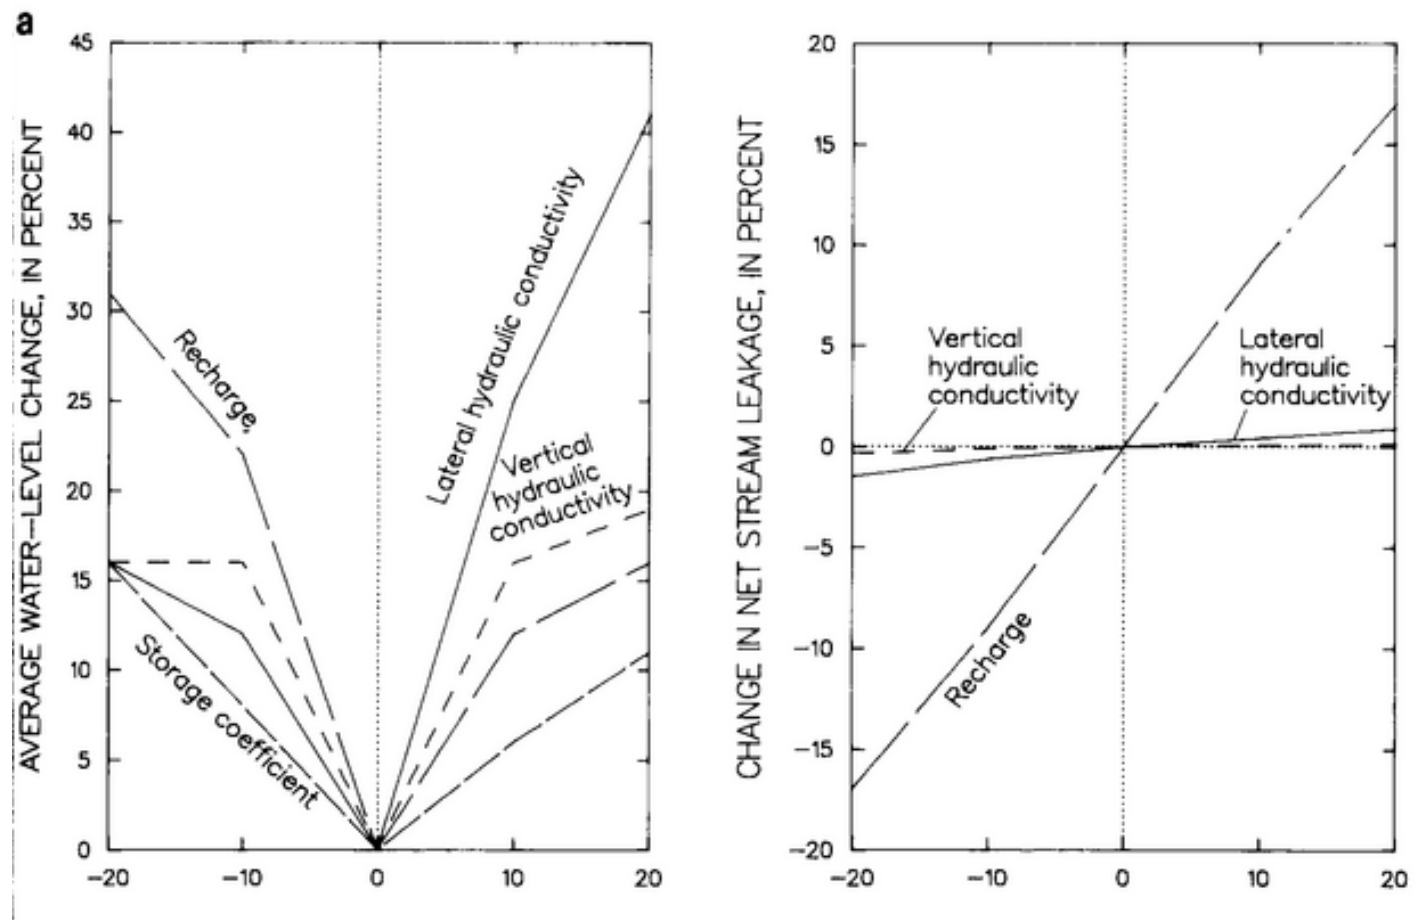 a
AVERAGE WATER-LEVEL CHANGE, IN PERCENT
45
40
35
30
25
20
15
10
5
0
-20
-10
0
10
20
Recharge
Storage coefficient
Lateral hydraulic conductivity
Vertical
hydraulic
conductivity
CHANGE IN NET STREAM LEAKAGE, IN PERCENT
20
15
10
5
0
-5
-10
-15
-20
-20
-10
0
10
20
Vertical
hydraulic
conductivity
Lateral
hydraulic
conductivity
Recharge